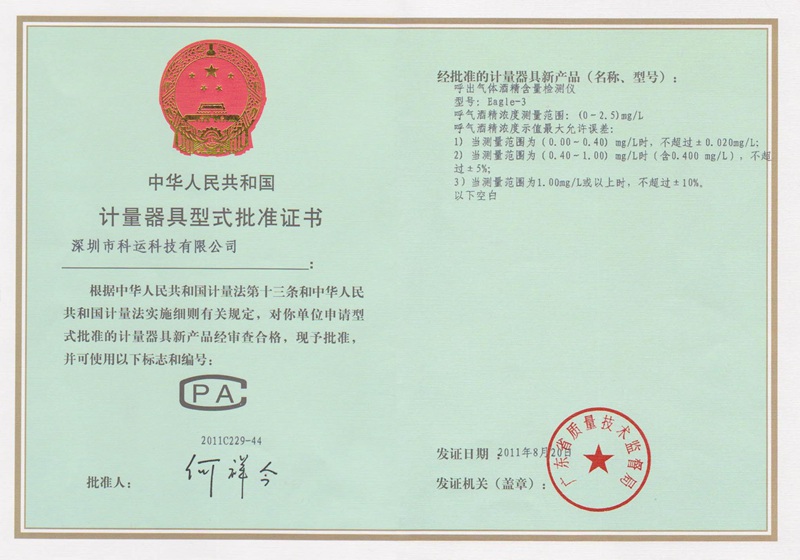 中华人民共和国
计量器具型式批准证书
深圳市科运科技有限公司
：
根据中华人民共和国计量法第十三条和中华人民
共和国计量法实施细则有关规定，对你单位申请型
式批准的计量器具新产品经审查合格，现予批准，
并可使用以下标志和编号：
CPA
2011C229-44
批准人：
经批准的计量器具新产品（名称、型号）：
呼出气体酒精含量检测仪
型号：Eagle-3
呼气酒精浓度测量范围：(0-2.5)mg/L
呼气酒精浓度示值最大允许误差：
1) 当测量范围为 (0.00~0.40) mg/L时，不超过±0.020mg/L;
2) 当测量范围为 (0.40~1.00) mg/L时(含0.400 mg/L)，不超
过±5%;
3) 当测量范围为1.00mg/L或以上时，不超过±10%。
以下空白
发证日期：2011年8月20日
发证机关（盖章）：
广东省质量技术监督局